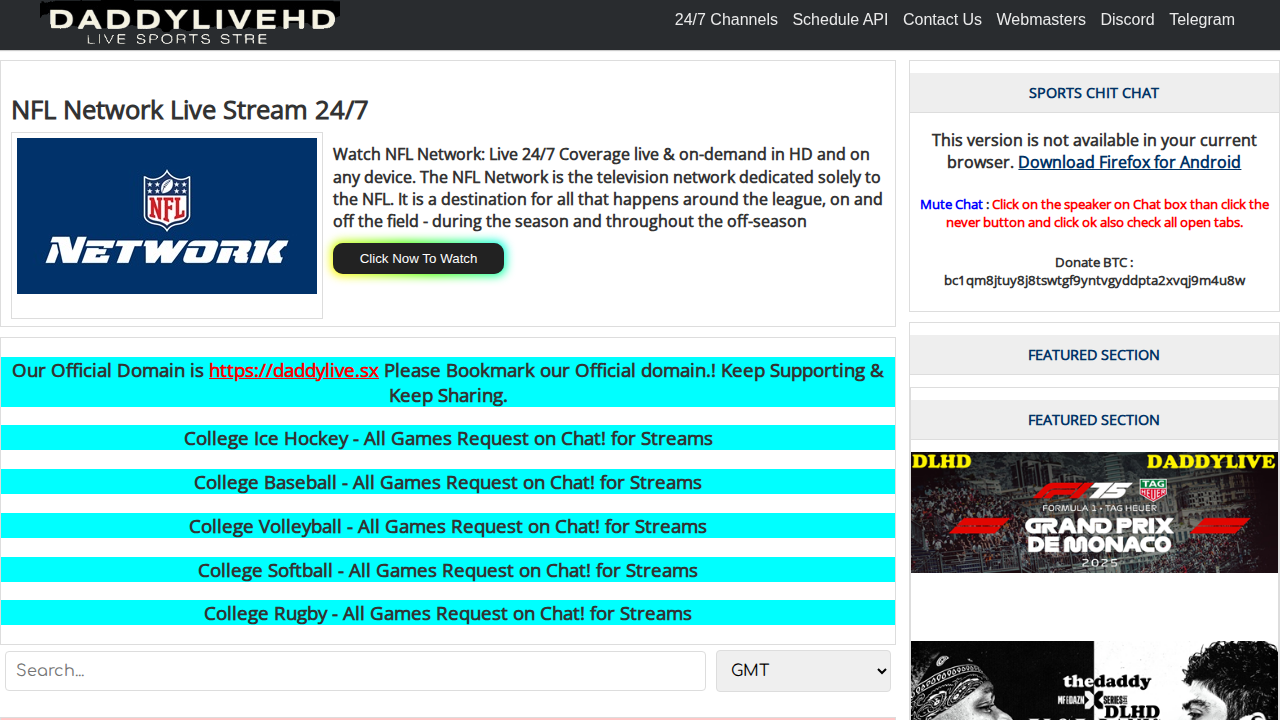 DADDYLIVEHD
LIVE SPORTS STRE
24/7 Channels Schedule API Contact Us Webmasters Discord Telegram
NFL Network Live Stream 24/7
NFL
NETWORK
Watch NFL Network: Live 24/7 Coverage live & on-demand in HD and on
any device. The NFL Network is the television network dedicated solely to
the NFL. It is a destination for all that happens around the league, on and
off the field - during the season and throughout the off-season
Click Now To Watch
Our Official Domain is https://daddylive.sx Please Bookmark our Official domain.! Keep Supporting &
Keep Sharing.
College Ice Hockey - All Games Request on Chat! for Streams
College Baseball - All Games Request on Chat! for Streams
College Volleyball - All Games Request on Chat! for Streams
College Softball - All Games Request on Chat! for Streams
College Rugby - All Games Request on Chat! for Streams
Search...
GMT
SPORTS CHIT CHAT
This version is not available in your current
browser. Download Firefox for Android
Mute Chat : Click on the speaker on Chat box than click the
never button and click ok also check all open tabs.
Donate BTC :
bc1qm8jtuy8j8tswtgf9yntvgyddpta2xvqj9m4u8w
FEATURED SECTION
FEATURED SECTION
DLHD DADDYLIVE
F1 75 TAG HEUER
FORMULA 1 • TAG HEUER
GRAND PRIX
DE MONACO
2025
thedaddy
MF|DAZN X SERIES
DLHD